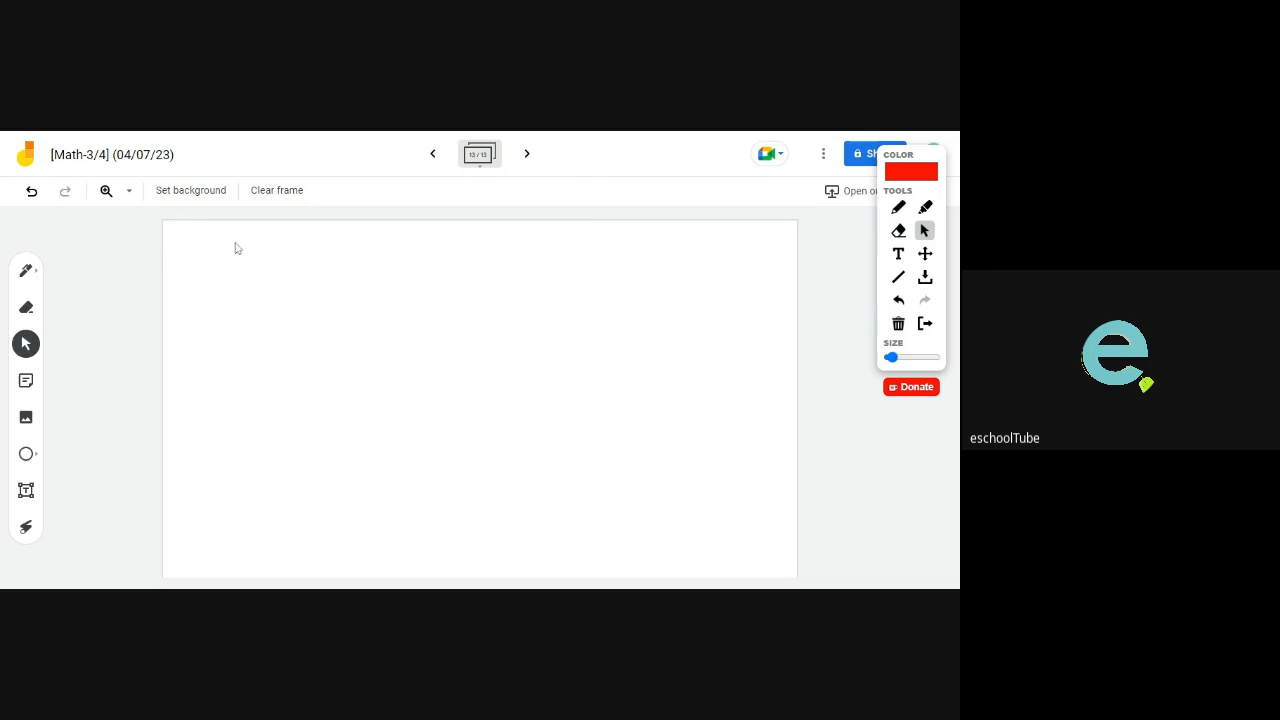 [Math-3/4] (04/07/23)
13 / 13
Sh
Set background
Clear frame
Open o
COLOR
TOOLS
T
SIZE
Donate
e
eschoolTube